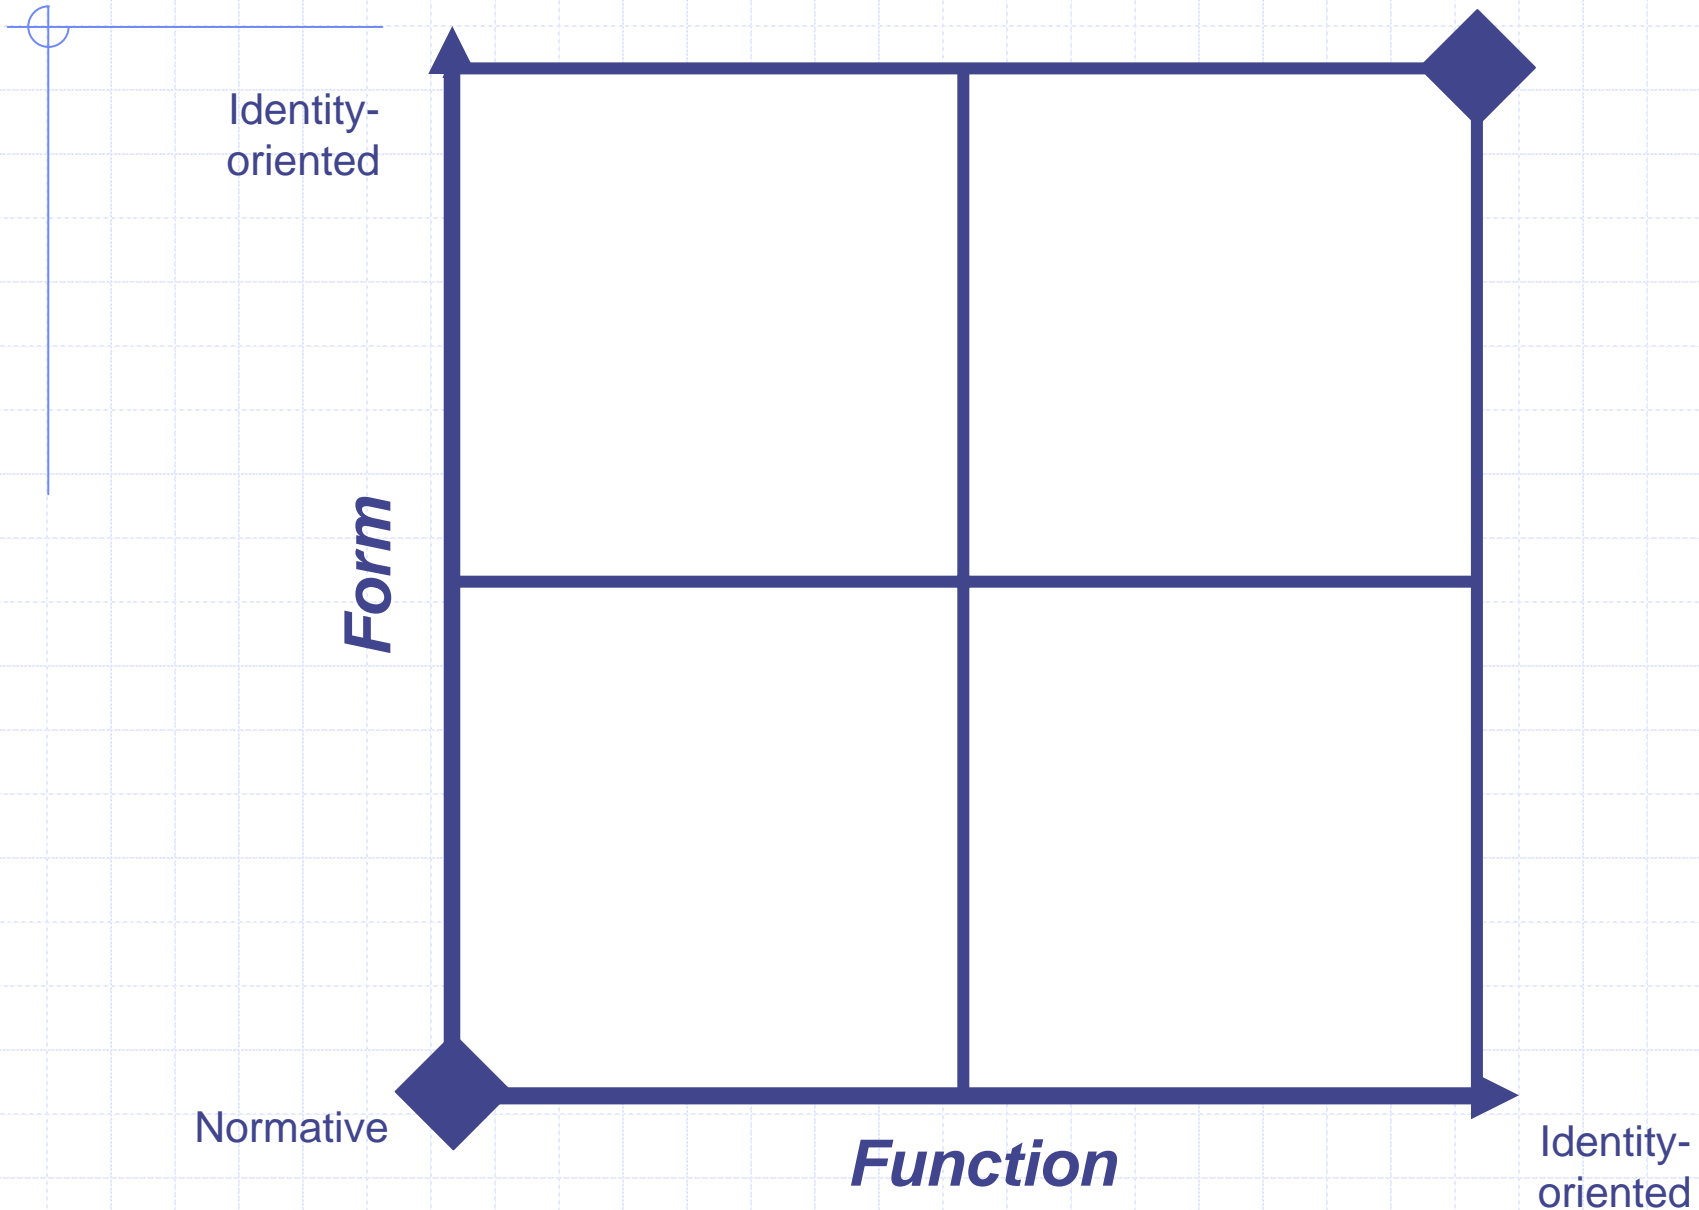 Identity-
oriented
Form
Normative
Function
Identity-
oriented